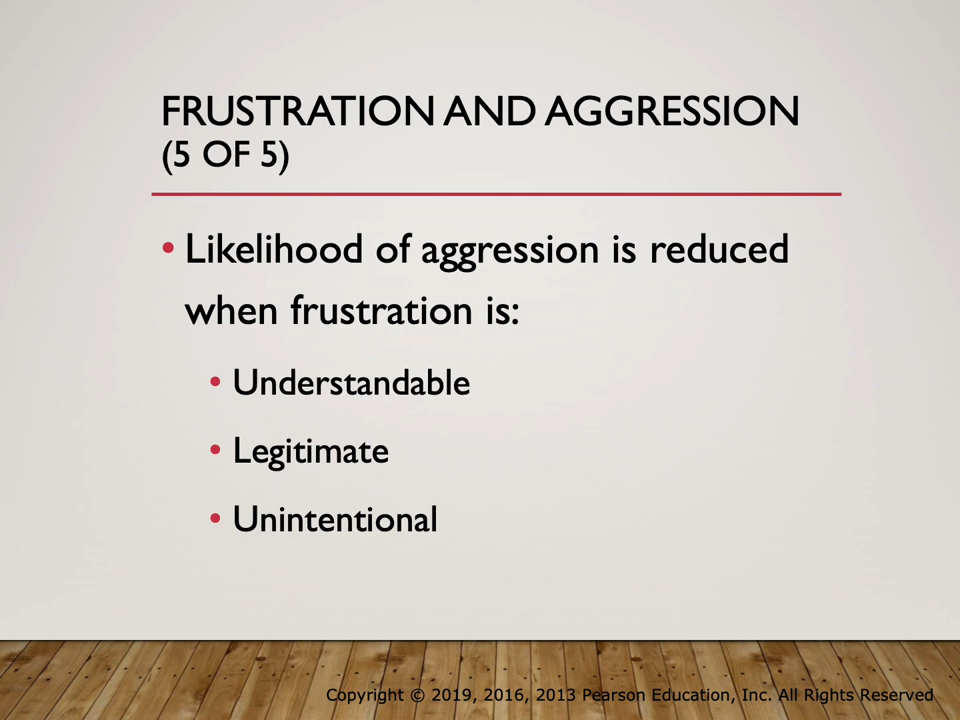 FRUSTRATION AND AGGRESSION
(5 OF 5)
• Likelihood of aggression is reduced
when frustration is:
• Understandable
• Legitimate
• Unintentional
Copyright © 2019, 2016, 2013 Pearson Education, Inc. All Rights Reserved